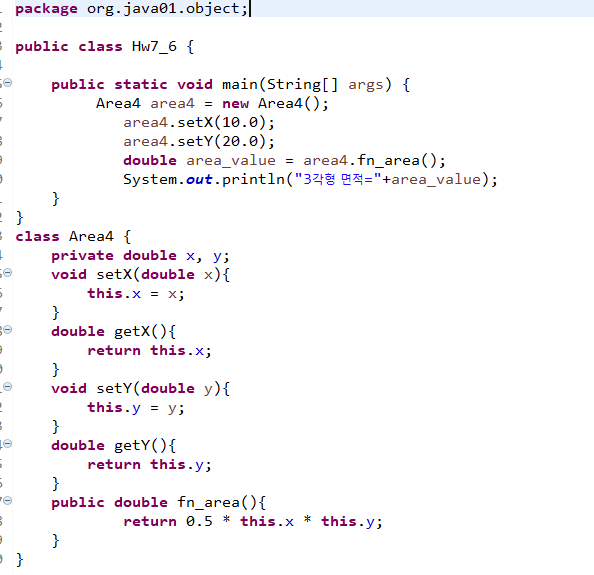 package org.java01.object;
public class Hw7_6 {
public static void main(String[] args) {
Area4 area4 = new Area4();
area4.setX(10.0);
area4.setY(20.0);
double area_value = area4.fn_area();
System.out.println("3각형 면적="+area_value);
}
}
class Area4 {
private double x, y;
void setX(double x){
this.x = x;
}
double getX(){
return this.x;
}
void setY(double y){
this.y = y;
}
double getY(){
return this.y;
}
public double fn_area(){
return 0.5 * this.x * this.y;
}
}